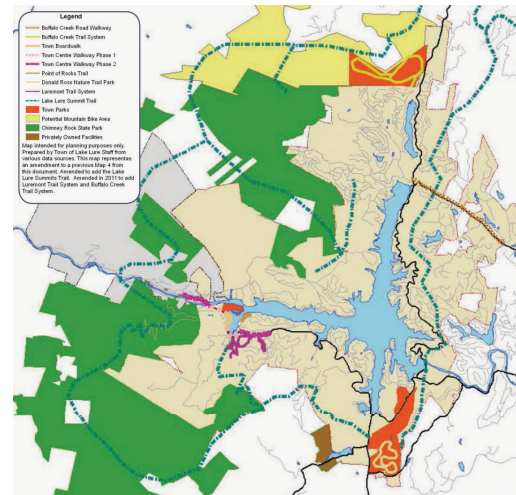 Legend
Buffalo Creek Road Walkway
Buffalo Creek Trail System
Town Boardwalk
Town Centre Walkway Phase 1
Town Centre Walkway Phase 2
Point of Rocks Trail
Donald Ross Nature Trail Park
Luremont Trail System
Lake Lure Summit Trail
Town Parks
Potential Mountain Bike Area
Chimney Rock State Park
Privately Owned Facilities
Map intended for planning purposes only.
Prepared by Town of Lake Lure Staff from
various data sources. This map represents
an amendment to a previous Map 4 from
this document. Amended to add the Lake
Lure Summits Trail. Amended in 2011 to add
Luremont Trail System and Buffalo Creek
Trail System.